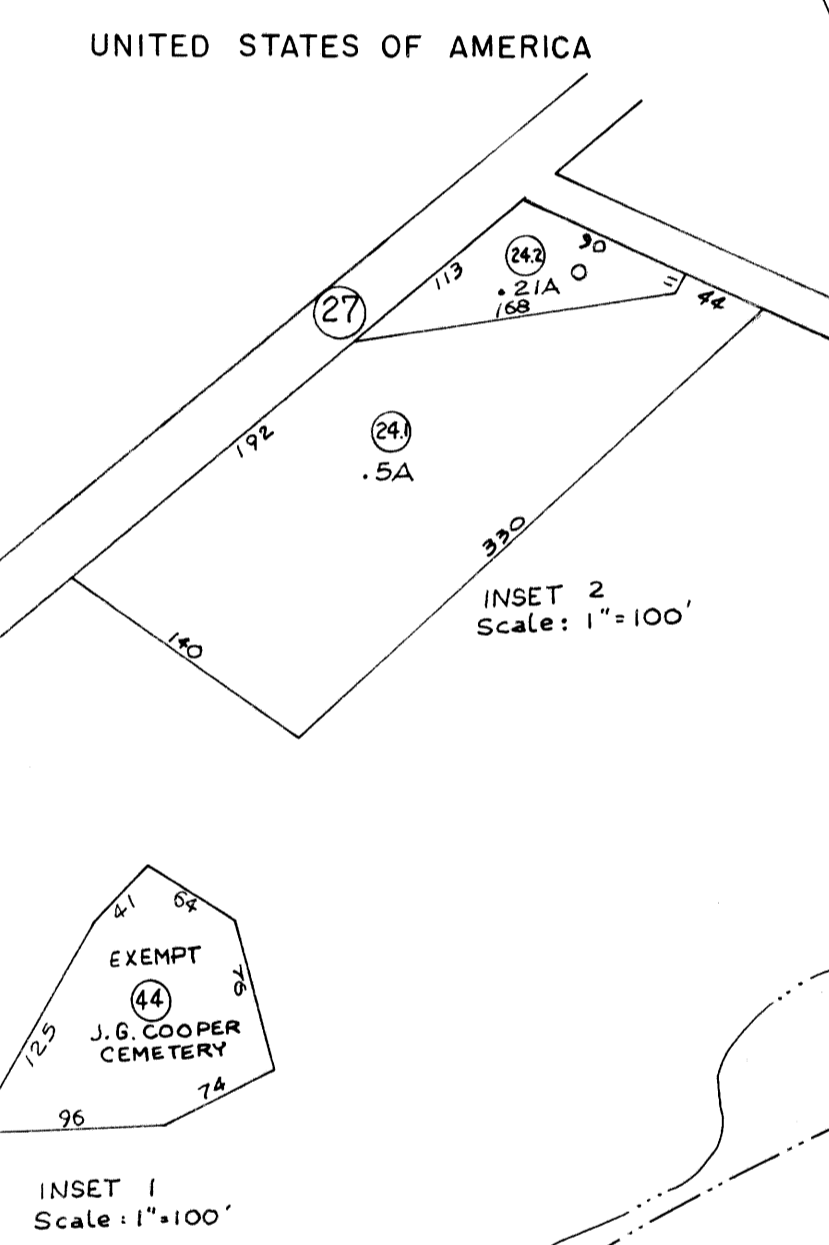 UNITED STATES OF AMERICA
90
24.2
113
.21A
168
11
44
27
192
24.1
.5A
330
INSET 2
Scale: 1"=100'
140
41
64
EXEMPT
76
44
J.G. COOPER
CEMETERY
125
74
96
INSET 1
Scale: 1"=100'